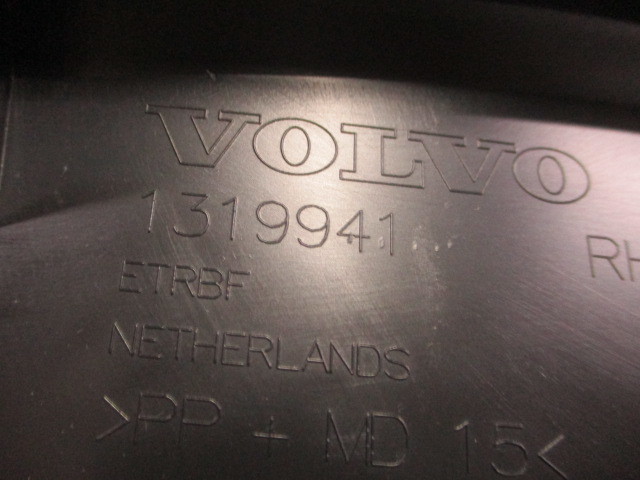 VOLVO
1319941
RH
ETRBF
NETHERLANDS
>PP + MD 15<